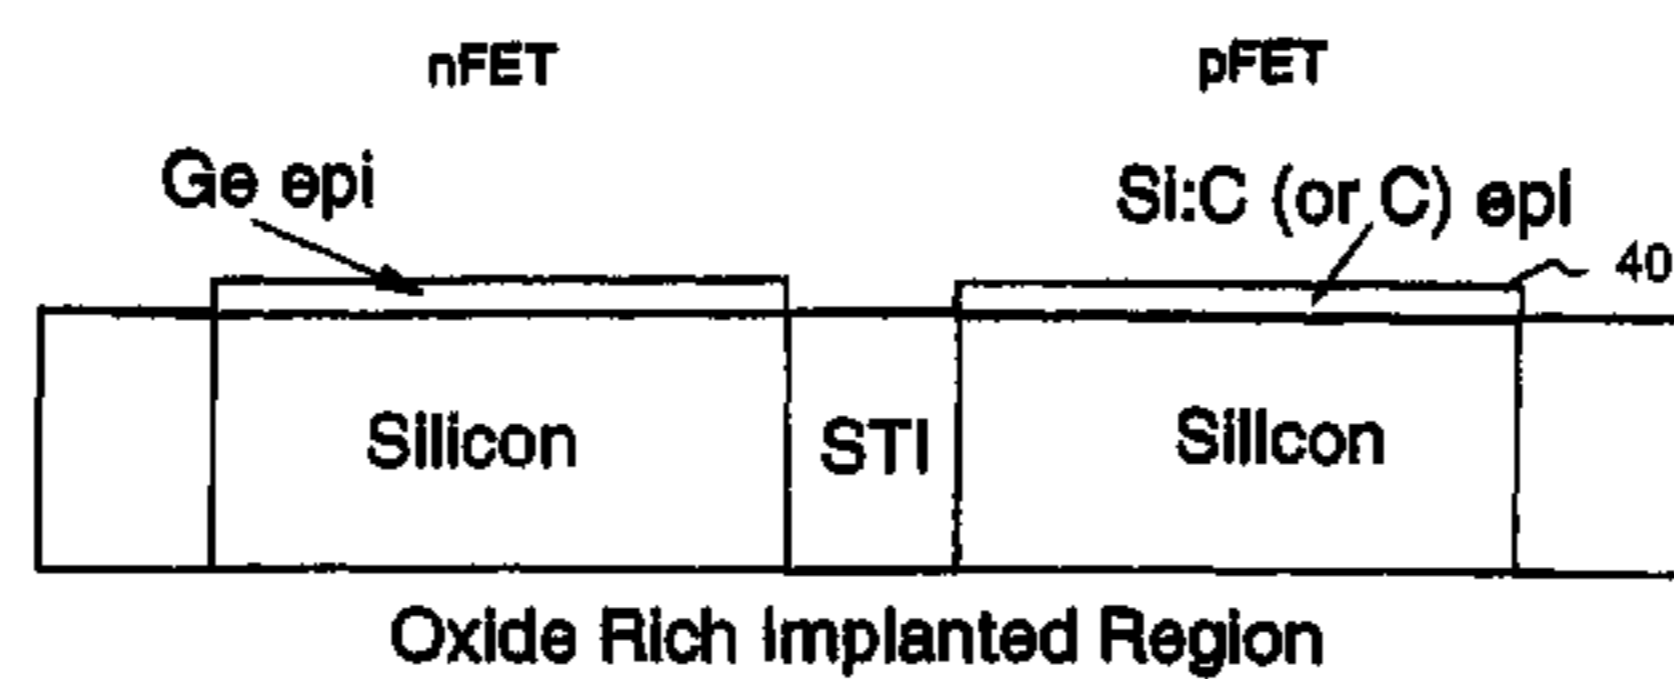 nFET pFET
Ge epi Si:C (or C) epi
40
Silicon STI Silicon
Oxide Rich Implanted Region